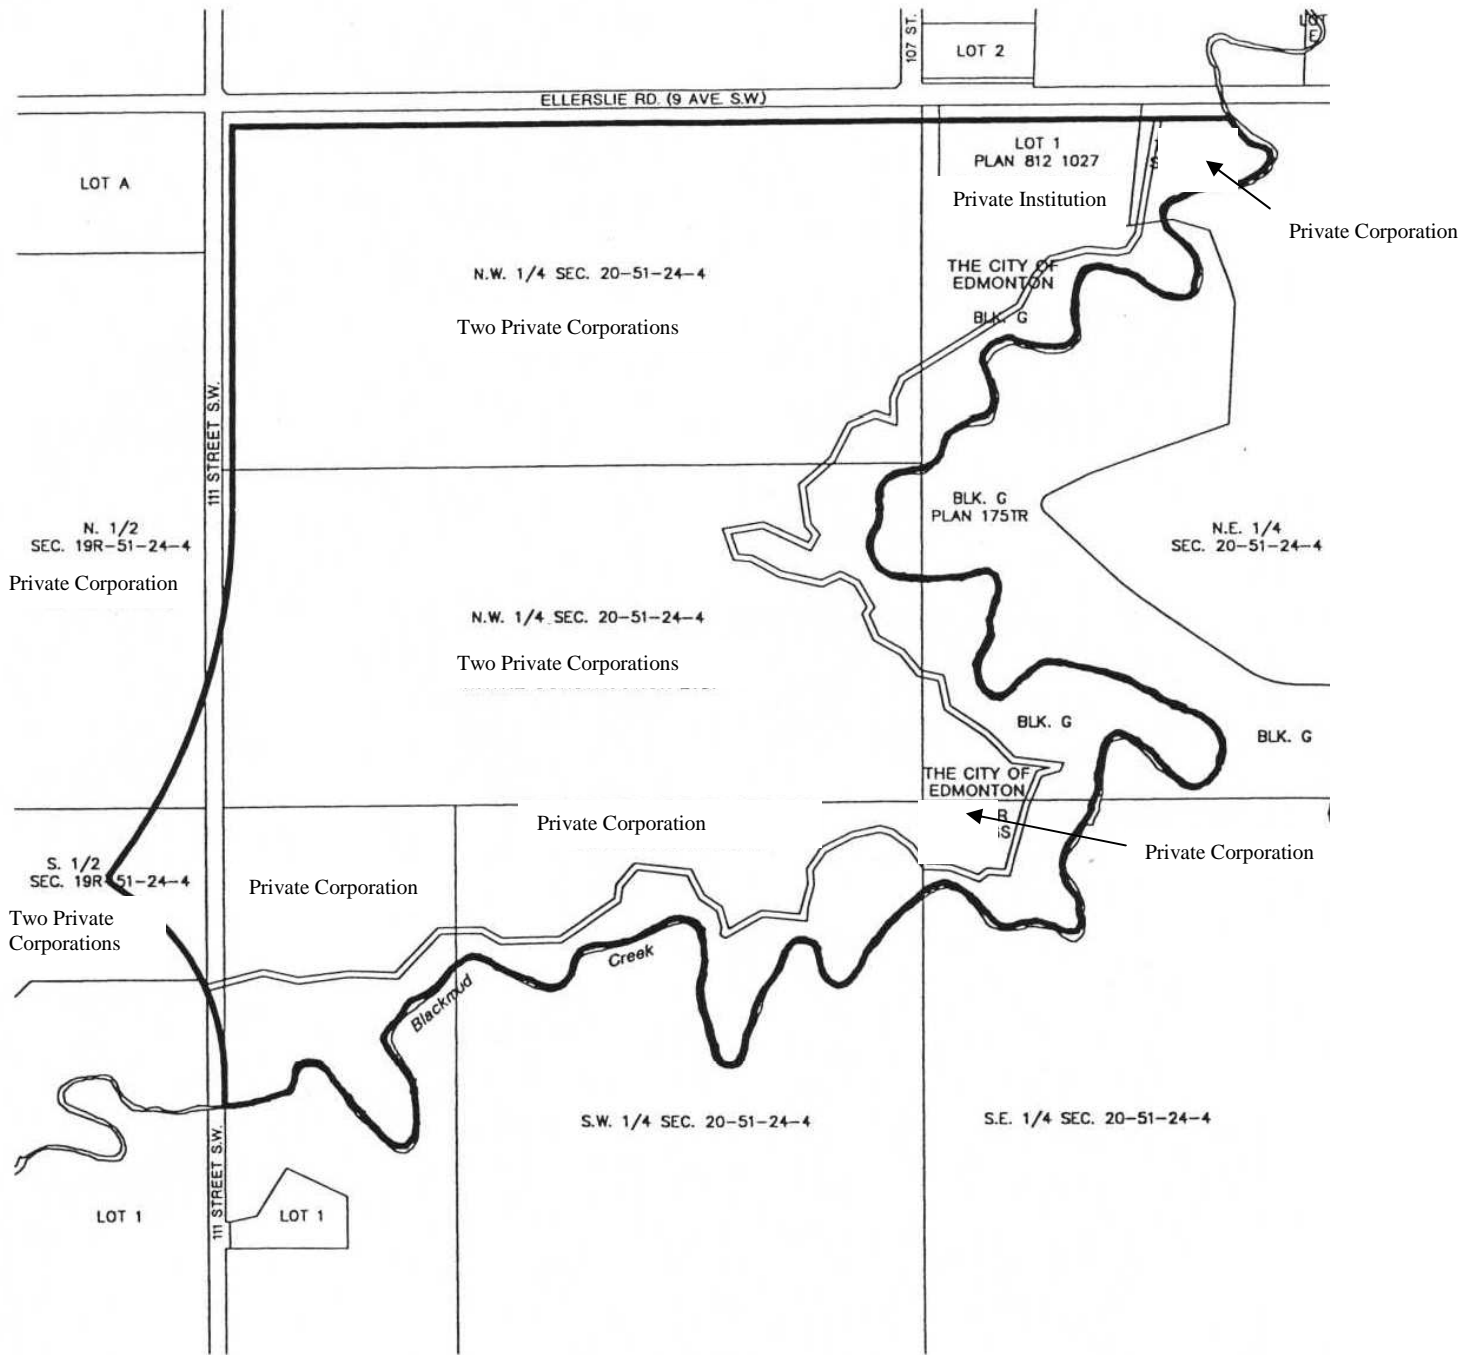 LOT
E
107 ST.
LOT 2
ELLERSLIE RD. (9 AVE. S.W.)
LOT 1
PLAN 812 1027
LOT A
Private Institution
Private Corporation
N.W. 1/4 SEC. 20-51-24-4
THE CITY OF
EDMONTON
BLK. G
Two Private Corporations
111 STREET S.W.
BLK. G
PLAN 175TR
N. 1/2
SEC. 19R-51-24-4
N.E. 1/4
SEC. 20-51-24-4
Private Corporation
N.W. 1/4 SEC. 20-51-24-4
Two Private Corporations
BLK. G
BLK. G
THE CITY OF
EDMONTON
Private Corporation
R
Private Corporation
S. 1/2
SEC. 19R-51-24-4
Private Corporation
Two Private
Corporations
Creek
Blackmud
S.W. 1/4 SEC. 20-51-24-4
S.E. 1/4 SEC. 20-51-24-4
111 STREET S.W.
LOT 1
LOT 1